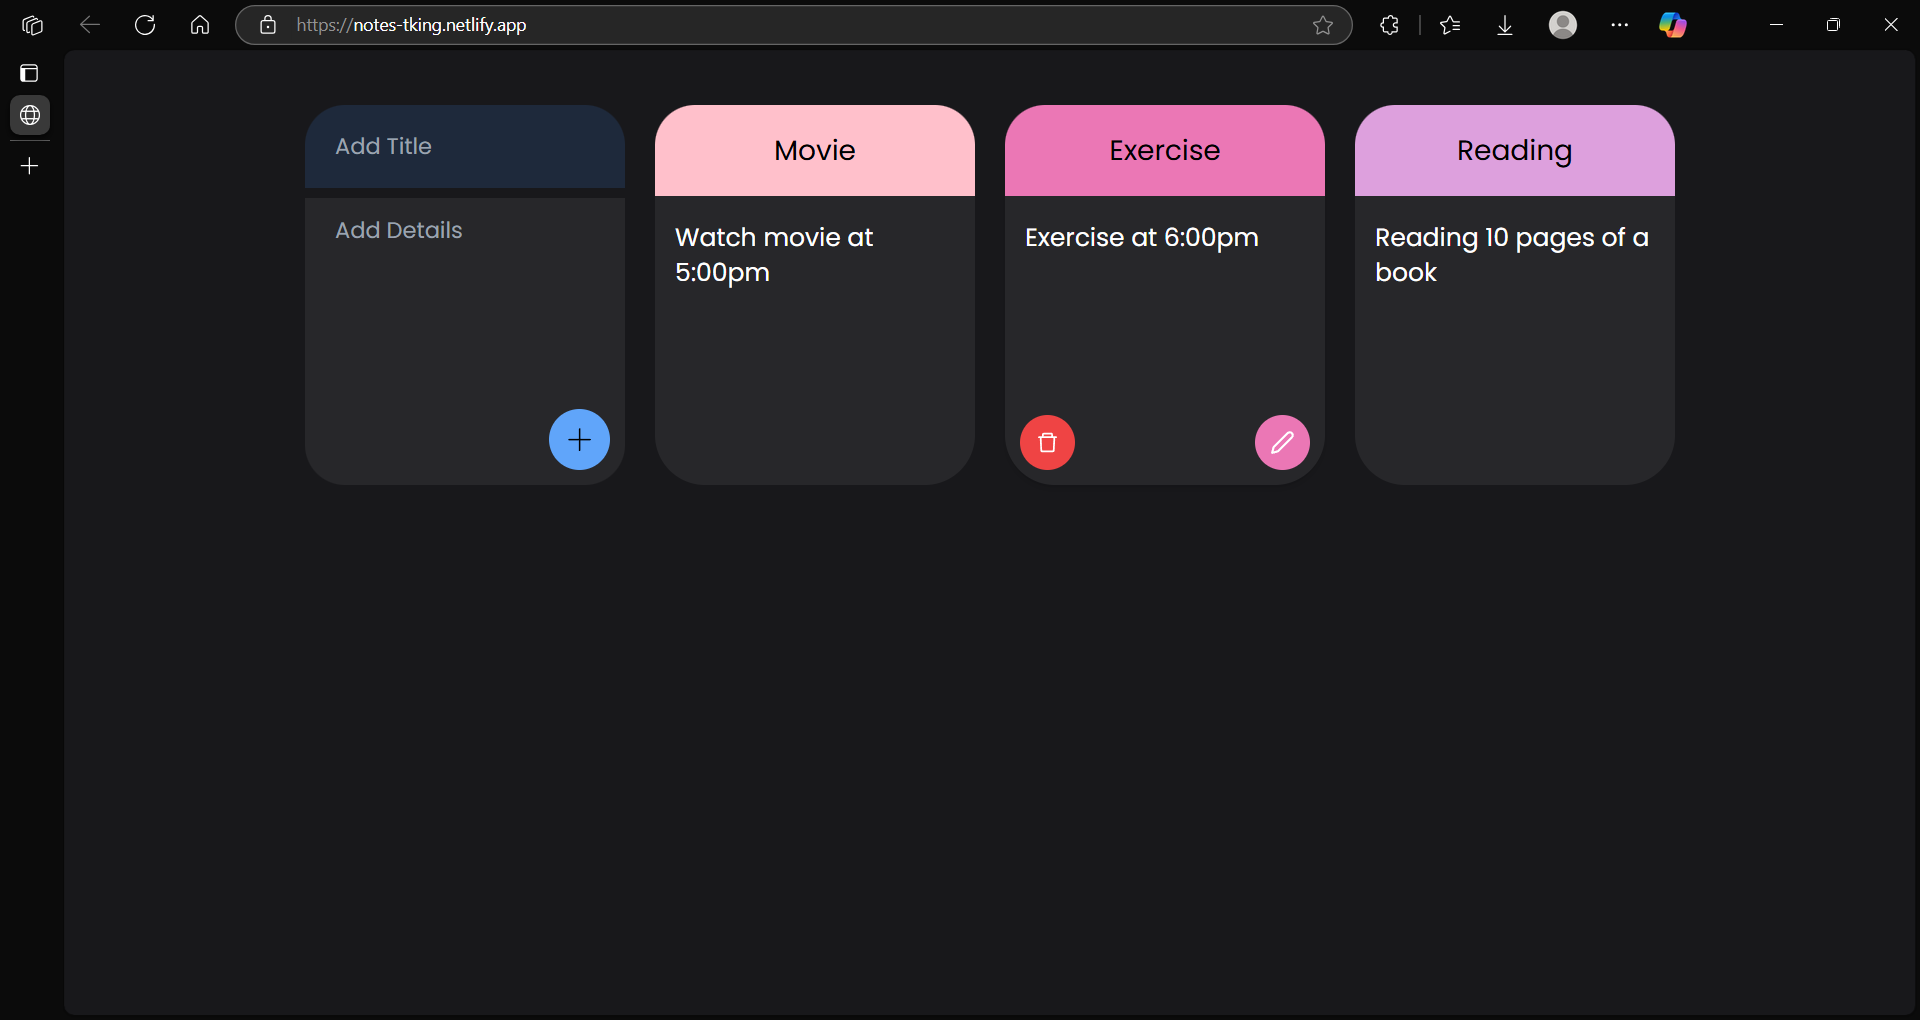 https://notes-tking.netlify.app
Add Title
Add Details
Movie
Watch movie at
5:00pm
Exercise
Exercise at 6:00pm
Reading
Reading 10 pages of a
book